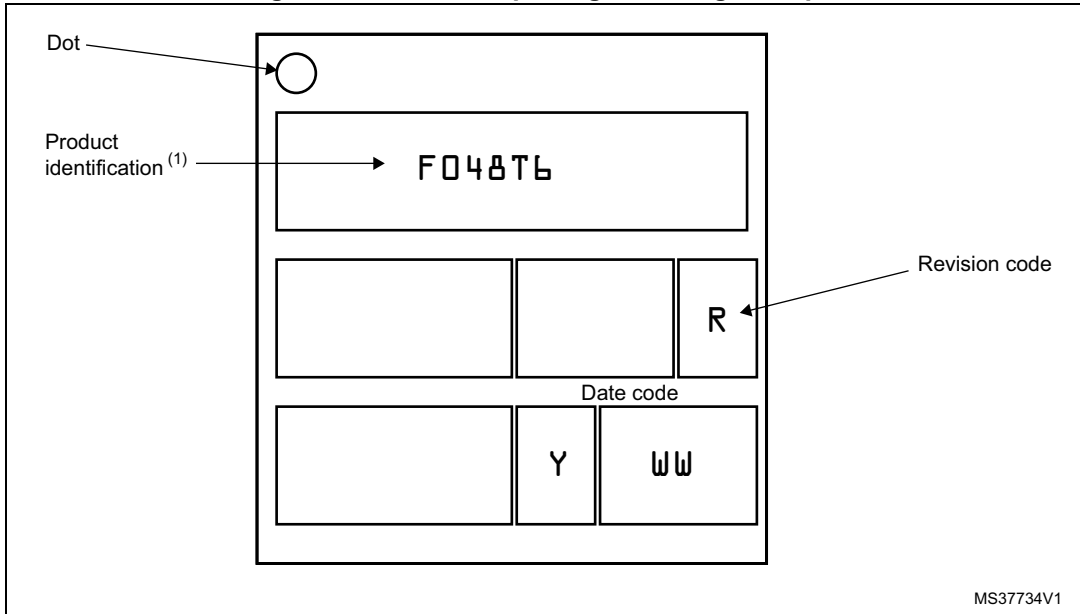 Dot
Product
identification (1)
F048T6
Revision code
R
Date code
Y WW
MS37734V1